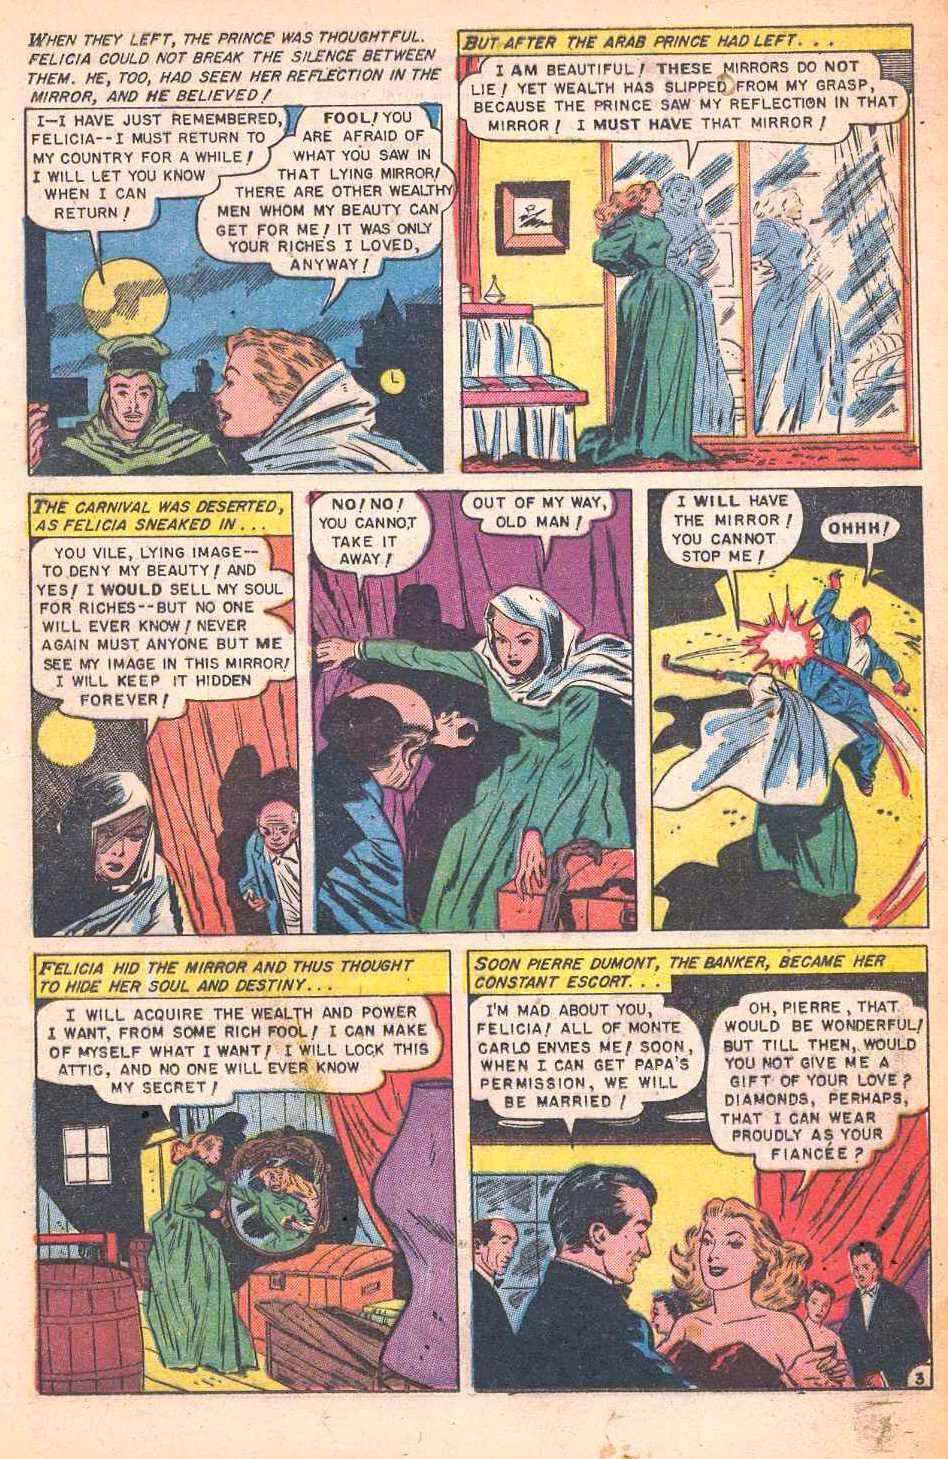 WHEN THEY LEFT, THE PRINCE WAS THOUGHTFUL.
FELICIA COULD NOT BREAK THE SILENCE BETWEEN
THEM. HE, TOO, HAD SEEN HER REFLECTION IN THE
MIRROR, AND HE BELIEVED!
I--I HAVE JUST REMEMBERED,
FELICIA--I MUST RETURN TO
MY COUNTRY FOR A WHILE!
I WILL LET YOU KNOW
WHEN I CAN
RETURN!
FOOL! YOU
ARE AFRAID OF
WHAT YOU SAW IN
THAT LYING MIRROR!
THERE ARE OTHER WEALTHY
MEN WHOM MY BEAUTY CAN
GET FOR ME! IT WAS ONLY
YOUR RICHES I LOVED,
ANYWAY!
BUT AFTER THE ARAB PRINCE HAD LEFT...
I AM BEAUTIFUL! THESE MIRRORS DO NOT
LIE! YET WEALTH HAS SLIPPED FROM MY GRASP,
BECAUSE THE PRINCE SAW MY REFLECTION IN THAT
MIRROR! I MUST HAVE THAT MIRROR!
THE CARNIVAL WAS DESERTED,
AS FELICIA SNEAKED IN...
YOU VILE, LYING IMAGE--
TO DENY MY BEAUTY! AND
YES! I WOULD SELL MY SOUL
FOR RICHES--BUT NO ONE
WILL EVER KNOW! NEVER
AGAIN MUST ANYONE BUT ME
SEE MY IMAGE IN THIS MIRROR!
I WILL KEEP IT HIDDEN
FOREVER!
NO! NO!
YOU CANNOT
TAKE IT
AWAY!
OUT OF MY WAY,
OLD MAN!
I WILL HAVE
THE MIRROR!
YOU CANNOT
STOP ME!
OHHH!
FELICIA HID THE MIRROR AND THUS THOUGHT
TO HIDE HER SOUL AND DESTINY...
I WILL ACQUIRE THE WEALTH AND POWER
I WANT, FROM SOME RICH FOOL! I CAN MAKE
OF MYSELF WHAT I WANT! I WILL LOCK THIS
ATTIC, AND NO ONE WILL EVER KNOW
MY SECRET!
SOON PIERRE DUMONT, THE BANKER, BECAME HER
CONSTANT ESCORT...
I'M MAD ABOUT YOU,
FELICIA! ALL OF MONTE
CARLO ENVIES ME! SOON,
WHEN I CAN GET PAPA'S
PERMISSION, WE WILL
BE MARRIED!
OH, PIERRE, THAT
WOULD BE WONDERFUL!
BUT TILL THEN, WOULD
YOU NOT GIVE ME A
GIFT OF YOUR LOVE?
DIAMONDS, PERHAPS,
THAT I CAN WEAR
PROUDLY AS YOUR
FIANCÉE?
3